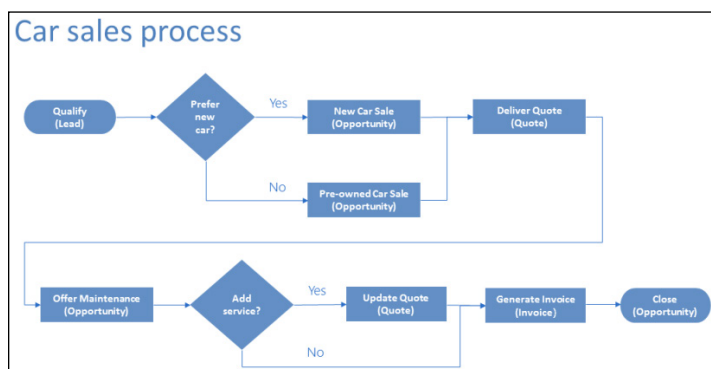 Car sales process
Qualify
(Lead)
Prefer
new
car?
Yes
New Car Sale
(Opportunity)
Deliver Quote
(Quote)
No
Pre-owned Car Sale
(Opportunity)
Offer Maintenance
(Opportunity)
Add
service?
Yes
Update Quote
(Quote)
Generate Invoice
(Invoice)
Close
(Opportunity)
No